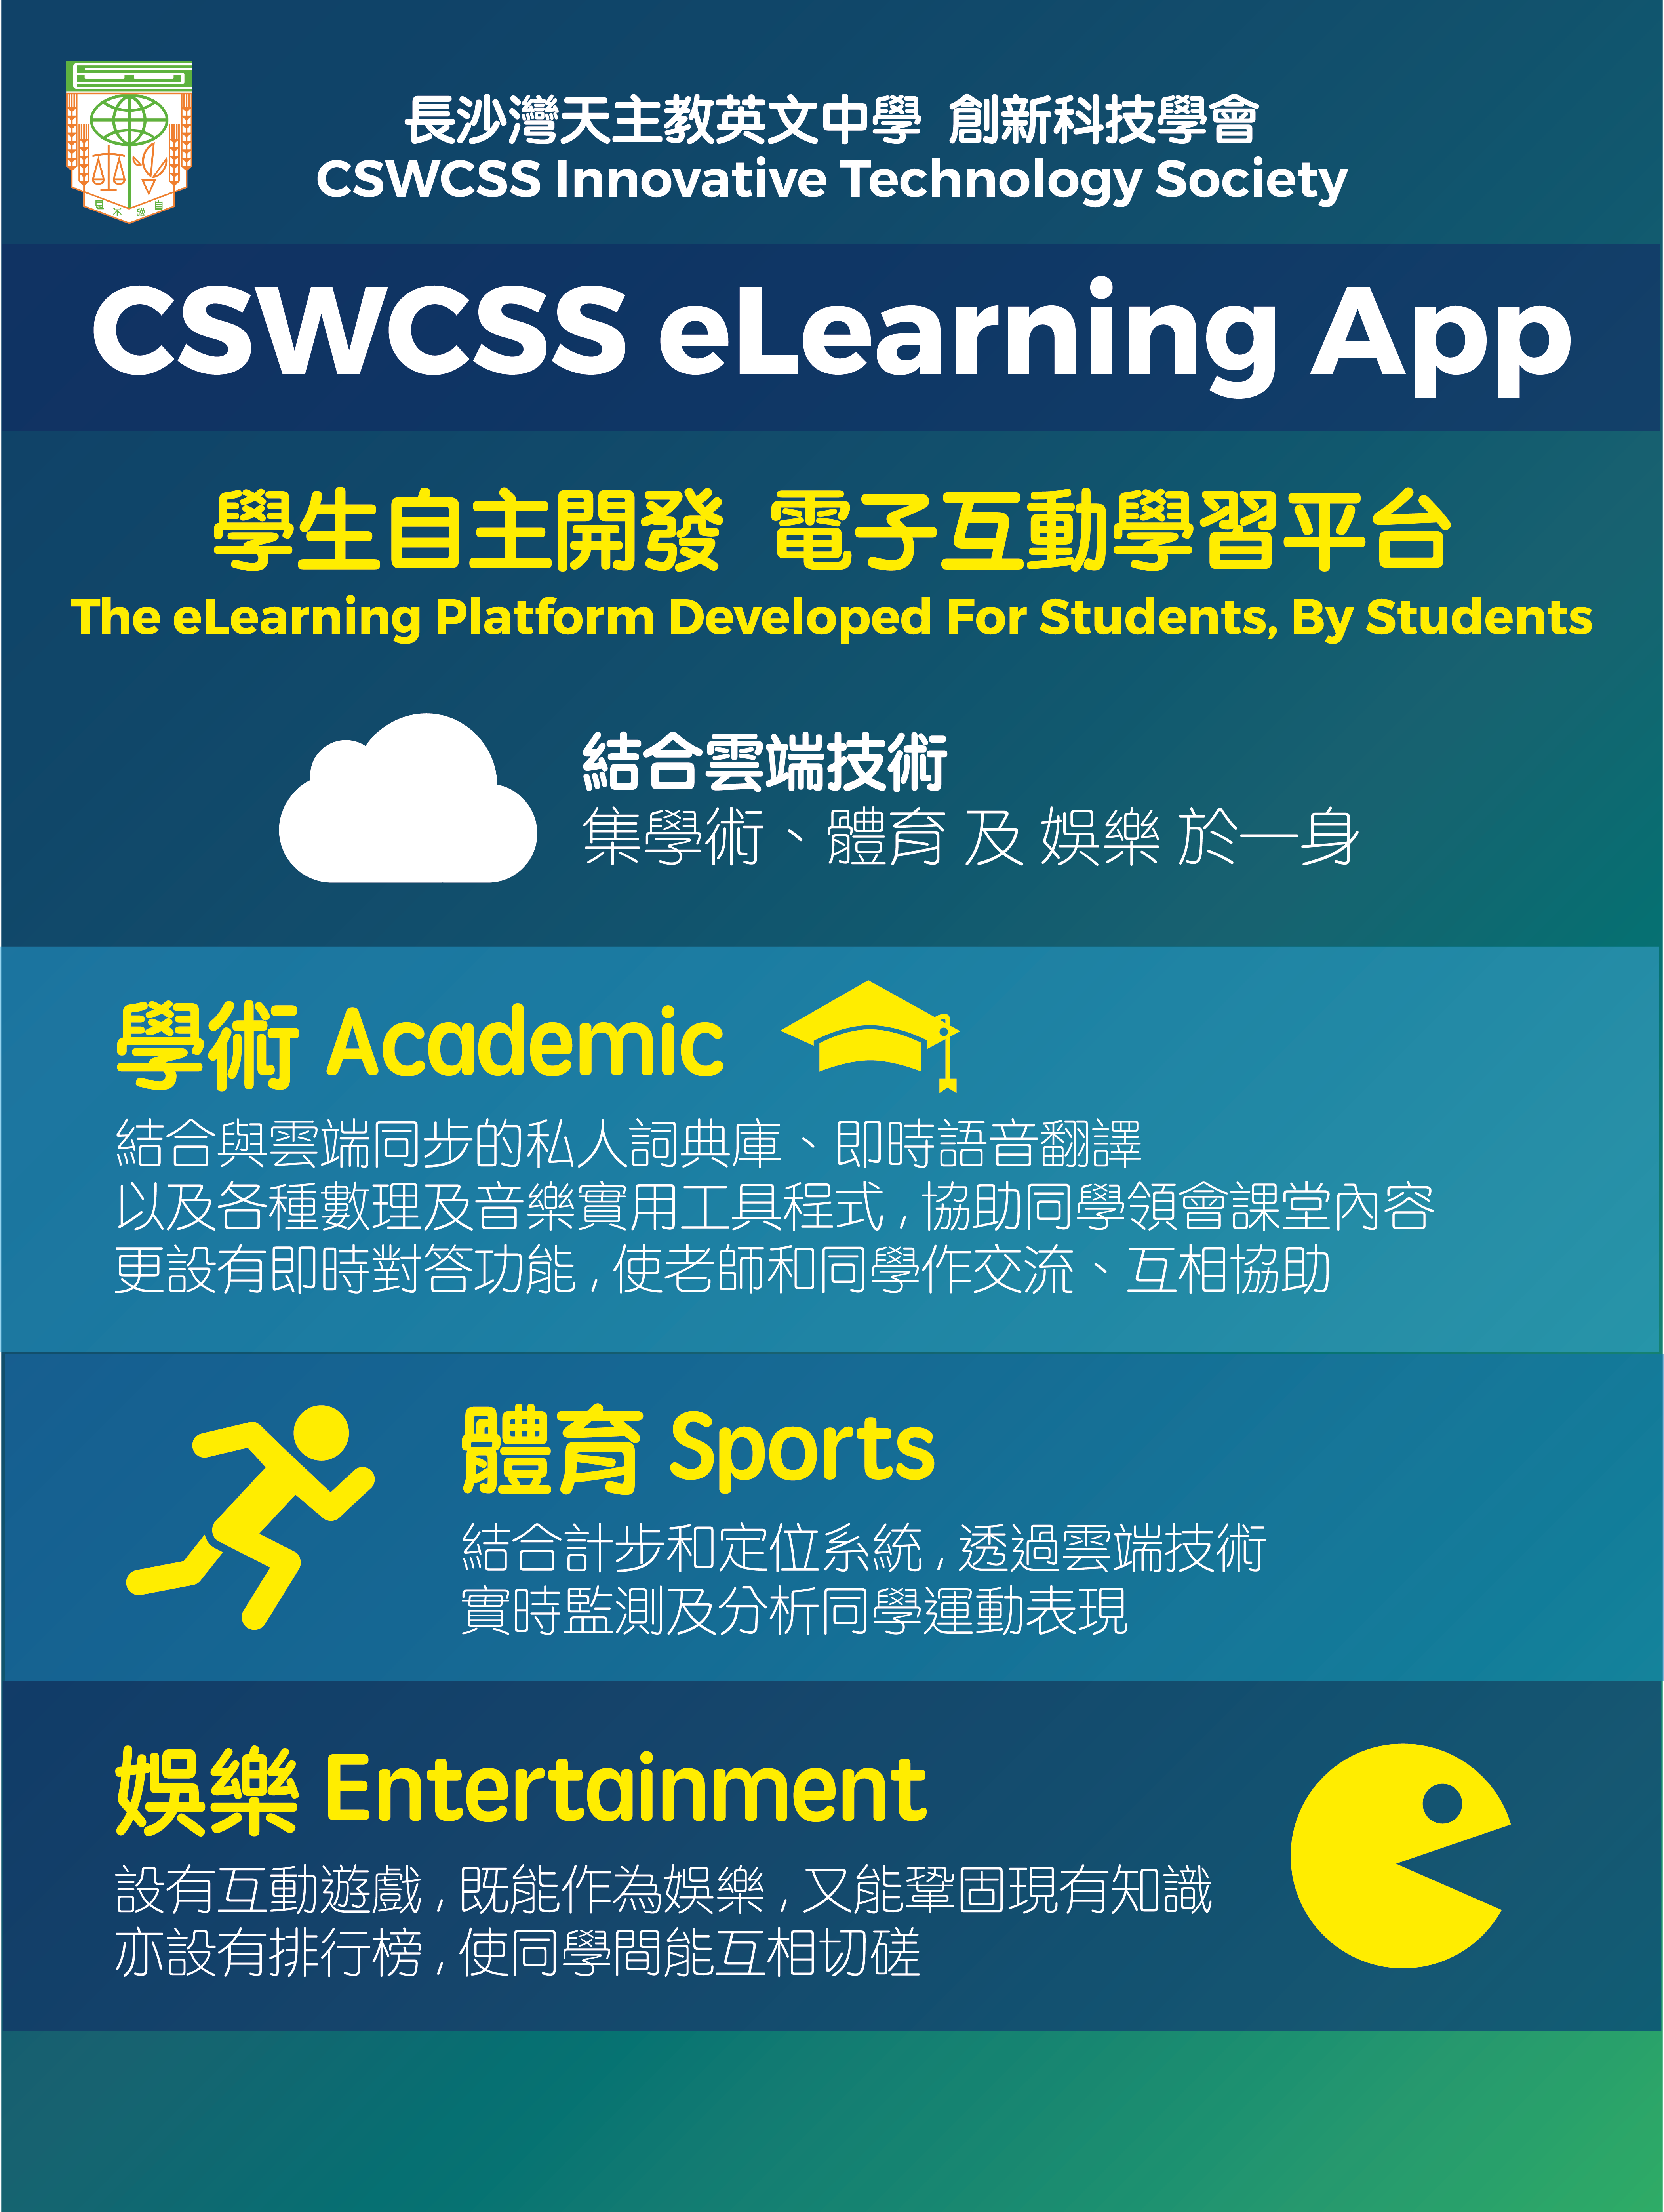 長沙灣天主教英文中學 創新科技學會
CSWCSS Innovative Technology Society
CSWCSS eLearning App
學生自主開發 電子互動學習平台
The eLearning Platform Developed For Students, By Students
結合雲端技術
集學術、體育 及 娛樂 於一身
學術 Academic
結合與雲端同步的私人詞典庫、即時語音翻譯
以及各種數理及音樂實用工具程式，協助同學領會課堂內容
更設有即時對答功能，使老師和同學作交流、互相協助
體育 Sports
結合計步和定位系統，透過雲端技術
實時監測及分析同學運動表現
娛樂 Entertainment
設有互動遊戲，既能作為娛樂，又能鞏固現有知識
亦設有排行榜，使同學間能互相切磋
息不強自